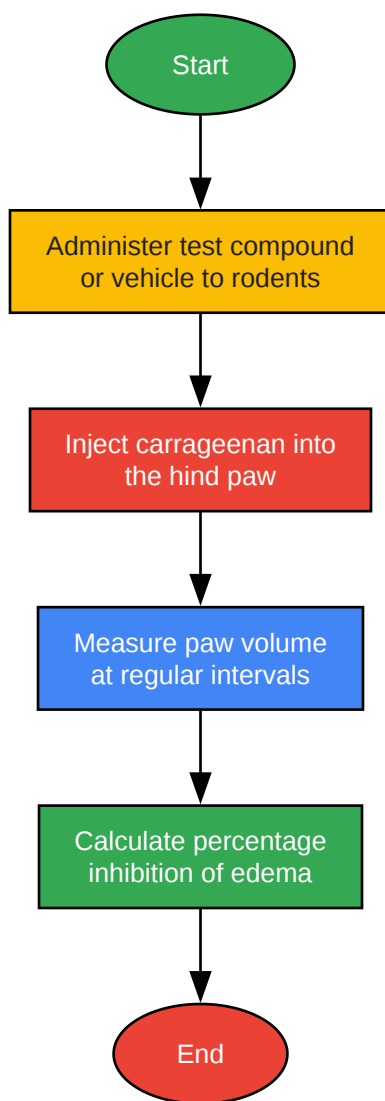 Start
Administer test compound
or vehicle to rodents
Inject carrageenan into
the hind paw
Measure paw volume
at regular intervals
Calculate percentage
inhibition of edema
End